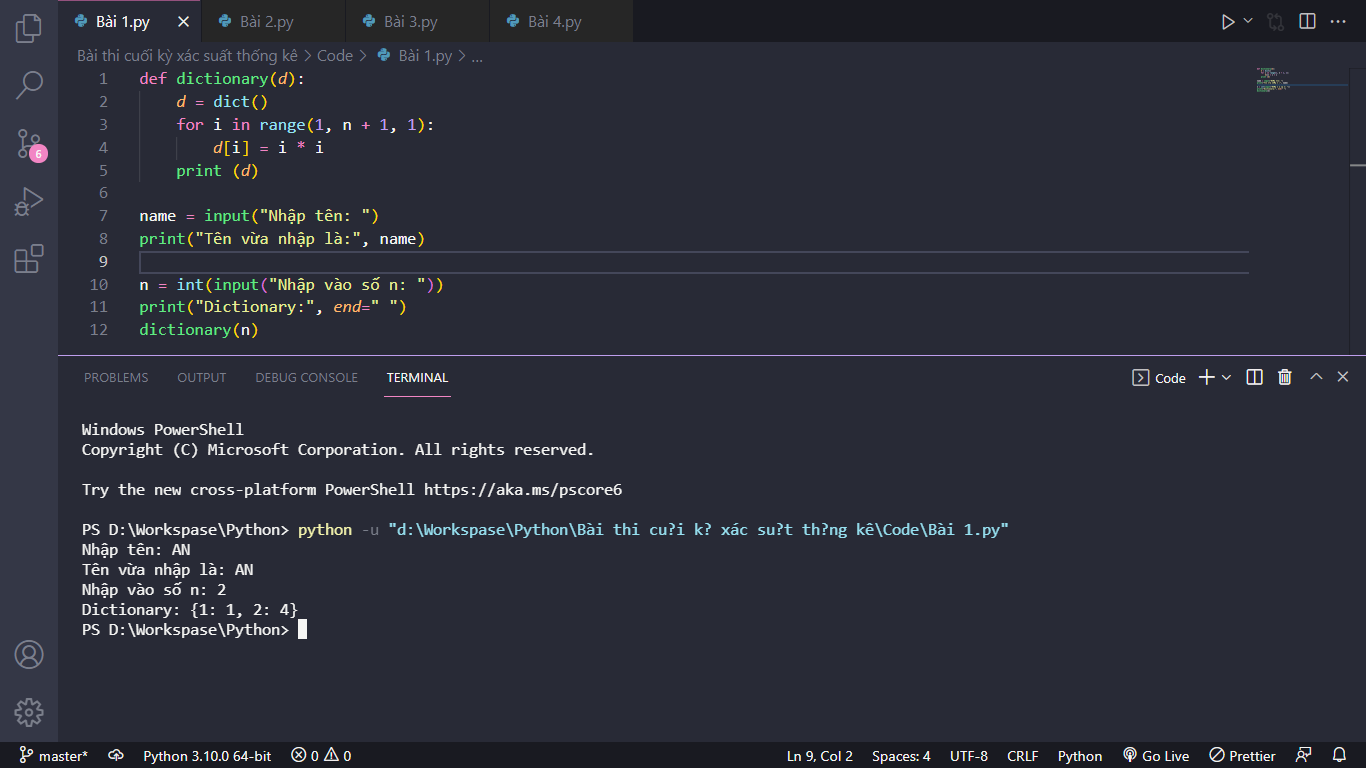 Bài 1.py Bài 2.py Bài 3.py Bài 4.py
Bài thi cuối kỳ xác suất thống kê > Code > Bài 1.py > ...
1 def dictionary(d):
2     d = dict()
3     for i in range(1, n + 1, 1):
4         d[i] = i * i
5     print (d)
6
7 name = input("Nhập tên: ")
8 print("Tên vừa nhập là:", name)
9
10 n = int(input("Nhập vào số n: "))
11 print("Dictionary:", end=" ")
12 dictionary(n)
6
PROBLEMS OUTPUT DEBUG CONSOLE TERMINAL Code
Windows PowerShell
Copyright (C) Microsoft Corporation. All rights reserved.
Try the new cross-platform PowerShell https://aka.ms/pscore6
PS D:\Workspase\Python> python -u "d:\Workspase\Python\Bài thi cu?i k? xác su?t th?ng kê\Code\Bài 1.py"
Nhập tên: AN
Tên vừa nhập là: AN
Nhập vào số n: 2
Dictionary: {1: 1, 2: 4}
PS D:\Workspase\Python>
master* Python 3.10.0 64-bit 0 0 Ln 9, Col 2 Spaces: 4 UTF-8 CRLF Python Go Live Prettier